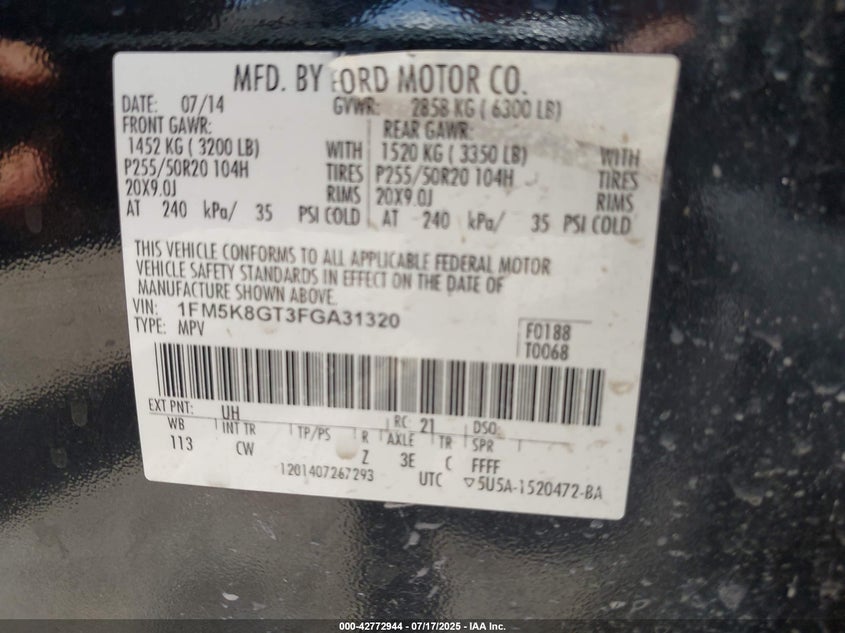 MFD. BY FORD MOTOR CO.
DATE: 07/14 GVWR: 2858 KG ( 6300 LB)
FRONT GAWR: REAR GAWR:
1452 KG ( 3200 LB) WITH 1520 KG ( 3350 LB) WITH
P255/50R20 104H TIRES P255/50R20 104H TIRES
20X9.0J RIMS 20X9.0J RIMS
AT 240 kPa/ 35 PSI COLD AT 240 kPa/ 35 PSI COLD
THIS VEHICLE CONFORMS TO ALL APPLICABLE FEDERAL MOTOR
VEHICLE SAFETY STANDARDS IN EFFECT ON THE DATE OF
MANUFACTURE SHOWN ABOVE.
VIN: 1FM5K8GT3FGA31320
TYPE: MPV F0188
T0068
EXT PNT: UH RC: 21 DSO:
WB INT TR TP/PS R AXLE TR SPR
113 CW Z 3E C FFFF
1201407267293 UTC ▽5U5A-1520472-BA
000-42772944 / 07/17/2025 - IAA Inc.